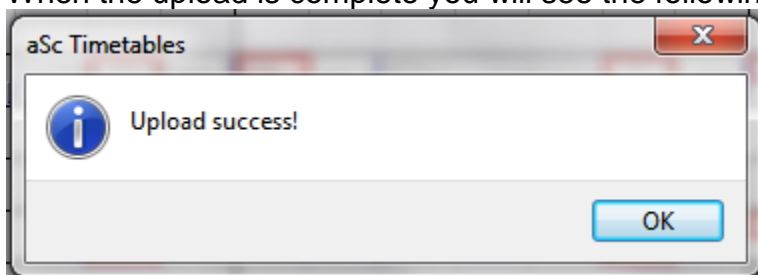 When the upload is complete you will see the followin
aSc Timetables
Upload success!
OK